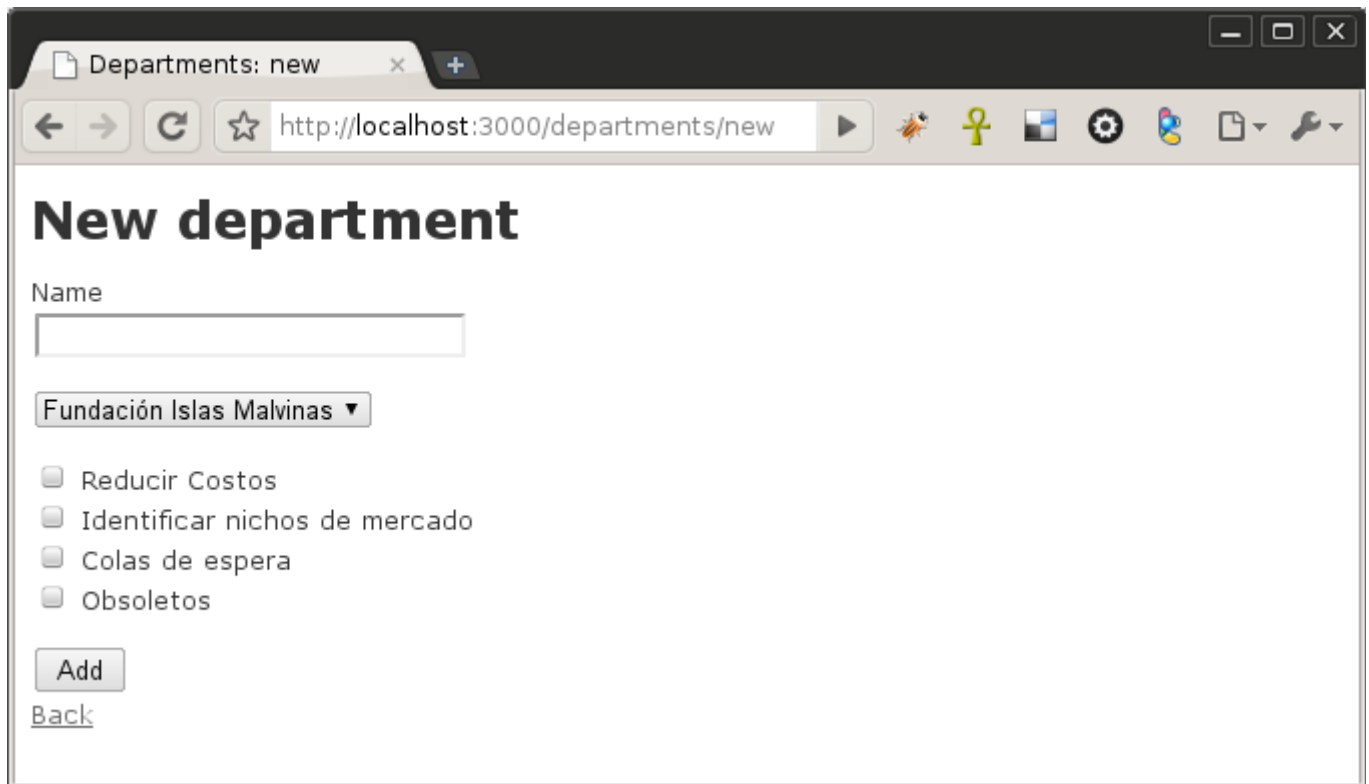 Departments: new
http://localhost:3000/departments/new
New department
Name
Fundación Islas Malvinas
Reducir Costos
Identificar nichos de mercado
Colas de espera
Obsoletos
Add
Back